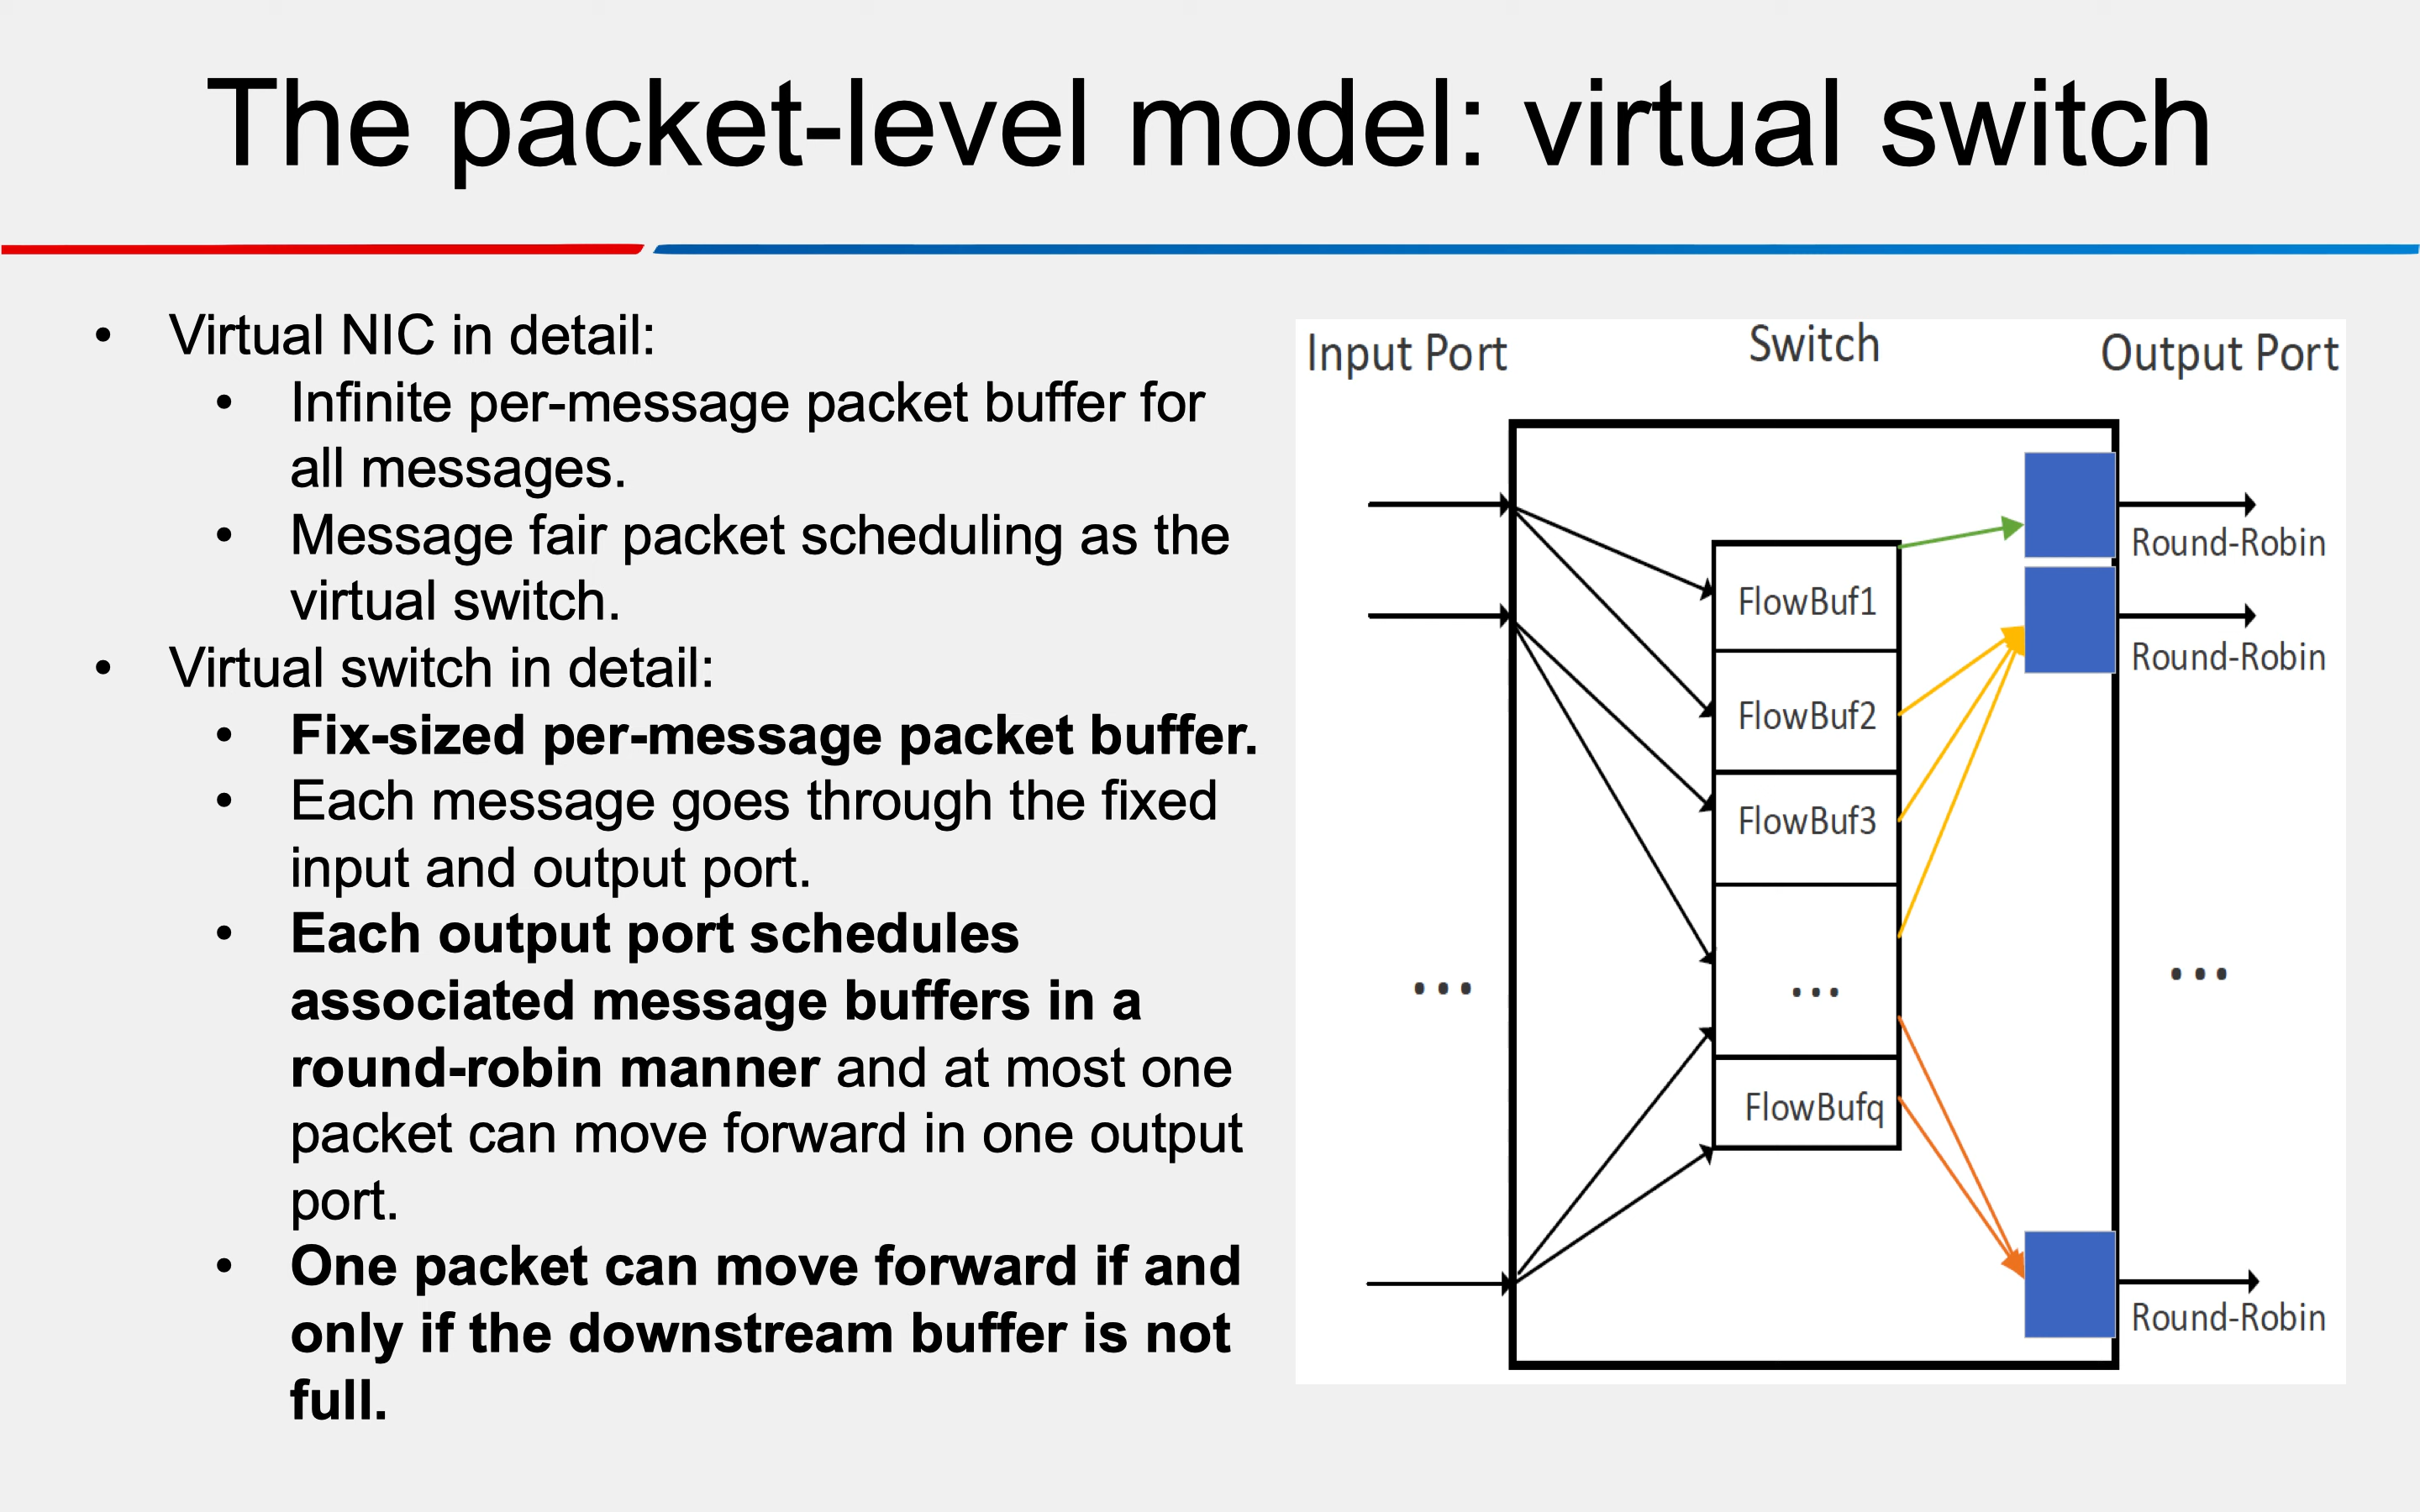 The packet-level model: virtual switch
• Virtual NIC in detail:
• Infinite per-message packet buffer for
all messages.
• Message fair packet scheduling as the
virtual switch.
• Virtual switch in detail:
• Fix-sized per-message packet buffer.
• Each message goes through the fixed
input and output port.
• Each output port schedules
associated message buffers in a
round-robin manner and at most one
packet can move forward in one output
port.
• One packet can move forward if and
only if the downstream buffer is not
full.
Input Port
Switch
Output Port
Round-Robin
FlowBuf1
Round-Robin
FlowBuf2
FlowBuf3
...
...
...
FlowBufq
Round-Robin